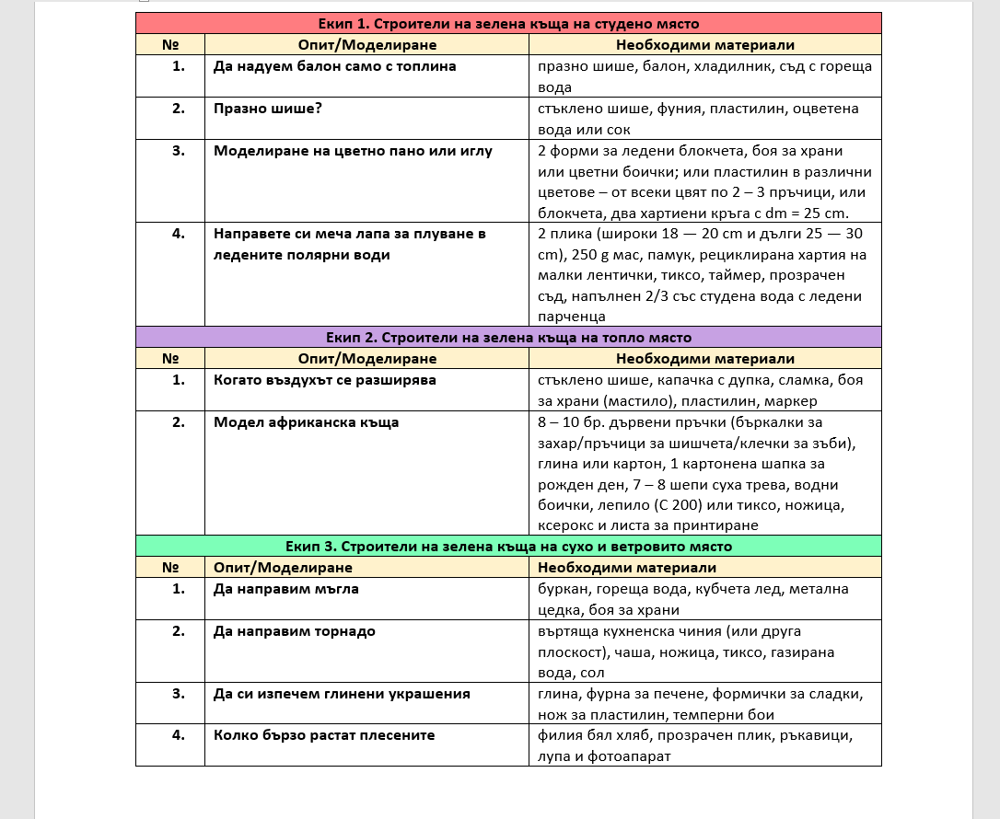 Екип 1. Строители на зелена къща на студено място
№ Опит/Моделиране Необходими материали
1. Да надуем балон само с топлина празно шише, балон, хладилник, съд с гореща
вода
2. Празно шише? стъклено шише, фуния, пластилин, оцветена
вода или сок
3. Моделиране на цветно пано или иглу 2 форми за ледени блокчета, боя за храни
или цветни боички; или пластилин в различни
цветове – от всеки цвят по 2 – 3 пръчици, или
блокчета, два хартиени кръга с dm = 25 cm.
4. Направете си меча лапа за плуване в 2 плика (широки 18 — 20 cm и дълги 25 — 30
ледените полярни води cm), 250 g мас, памук, рециклирана хартия на
малки лентички, тиксо, таймер, прозрачен
съд, напълнен 2/3 със студена вода с ледени
парченца
Екип 2. Строители на зелена къща на топло място
№ Опит/Моделиране Необходими материали
1. Когато въздухът се разширява стъклено шише, капачка с дупка, сламка, боя
за храни (мастило), пластилин, маркер
2. Модел африканска къща 8 – 10 бр. дървени пръчки (бъркалки за
захар/пръчици за шишчета/клечки за зъби),
глина или картон, 1 картонена шапка за
рожден ден, 7 – 8 шепи суха трева, водни
боички, лепило (С 200) или тиксо, ножица,
ксерокс и листа за принтиране
Екип 3. Строители на зелена къща на сухо и ветровито място
№ Опит/Моделиране Необходими материали
1. Да направим мъгла буркан, гореща вода, кубчета лед, метална
цедка, боя за храни
2. Да направим торнадо въртяща кухненска чиния (или друга
плоскост), чаша, ножица, тиксо, газирана
вода, сол
3. Да си изпечем глинени украшения глина, фурна за печене, формички за сладки,
нож за пластилин, темперни бои
4. Колко бързо растат плесените филия бял хляб, прозрачен плик, ръкавици,
лупа и фотоапарат